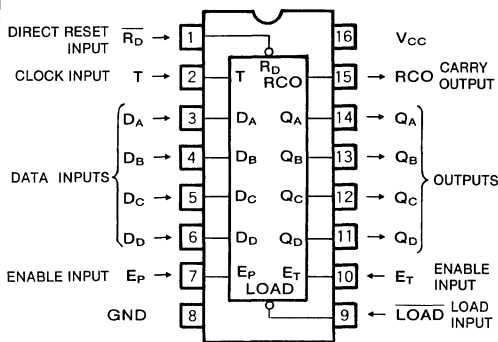 DIRECT RESET INPUT R̅D̅ 1 16 VCC
RD
CLOCK INPUT T 2 T RCO 15 RCO CARRY OUTPUT
DA 3 DA QA 14 QA
DB 4 DB QB 13 QB
DATA INPUTS OUTPUTS
DC 5 DC QC 12 QC
DD 6 DD QD 11 QD
ENABLE INPUT EP 7 EP ET 10 ET ENABLE INPUT
LOAD
GND 8 9 L̅O̅A̅D̅ LOAD INPUT